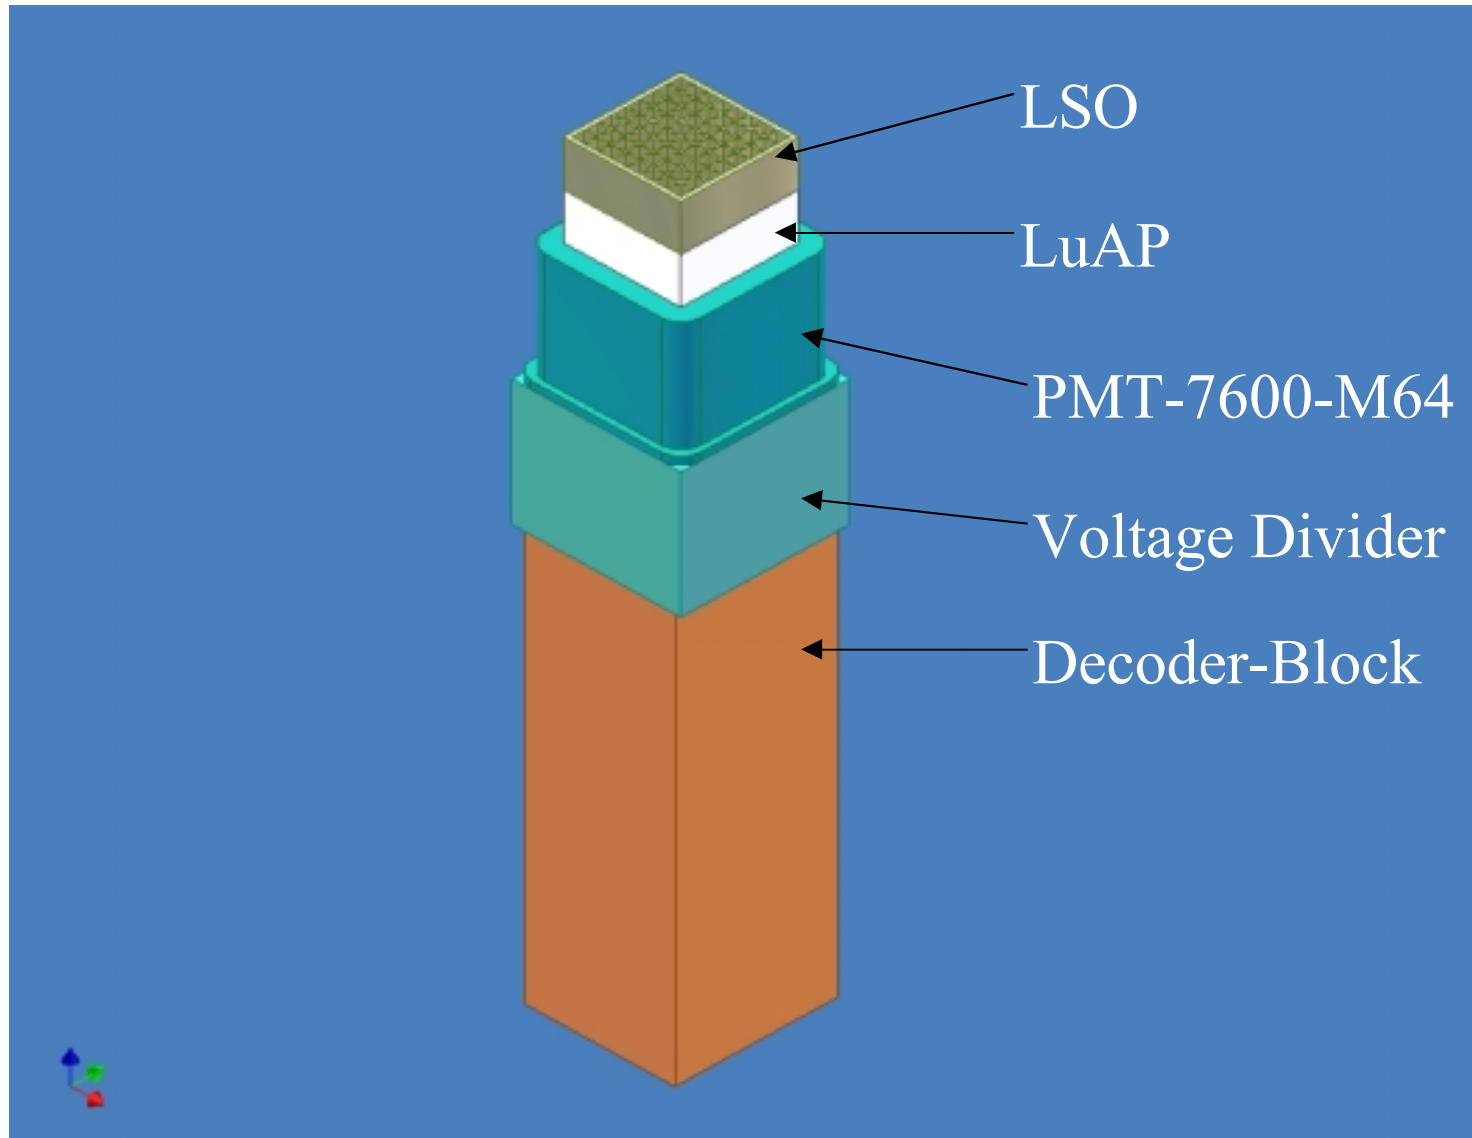 LSO
LuAP
PMT-7600-M64
Voltage Divider
Decoder-Block